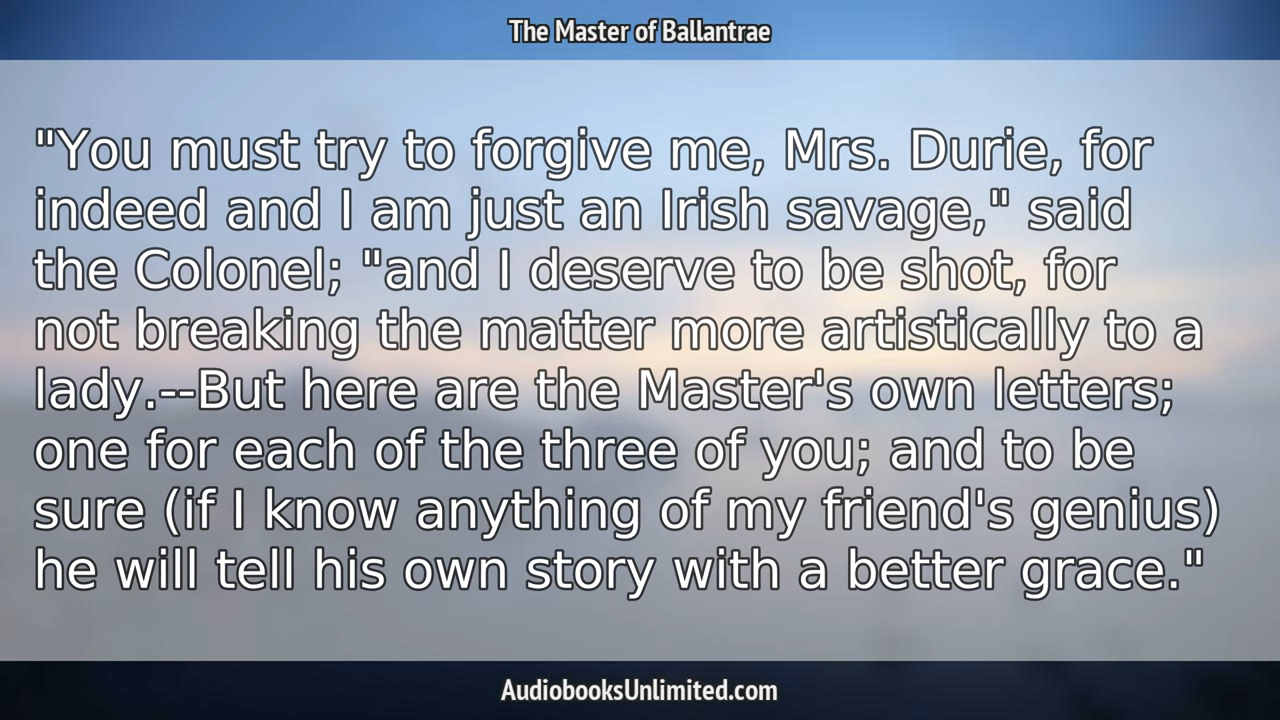 The Master of Ballantrae
"You must try to forgive me, Mrs. Durie, for
indeed and I am just an Irish savage," said
the Colonel; "and I deserve to be shot, for
not breaking the matter more artistically to a
lady.--But here are the Master's own letters;
one for each of the three of you; and to be
sure (if I know anything of my friend's genius)
he will tell his own story with a better grace."
AudiobooksUnlimited.com